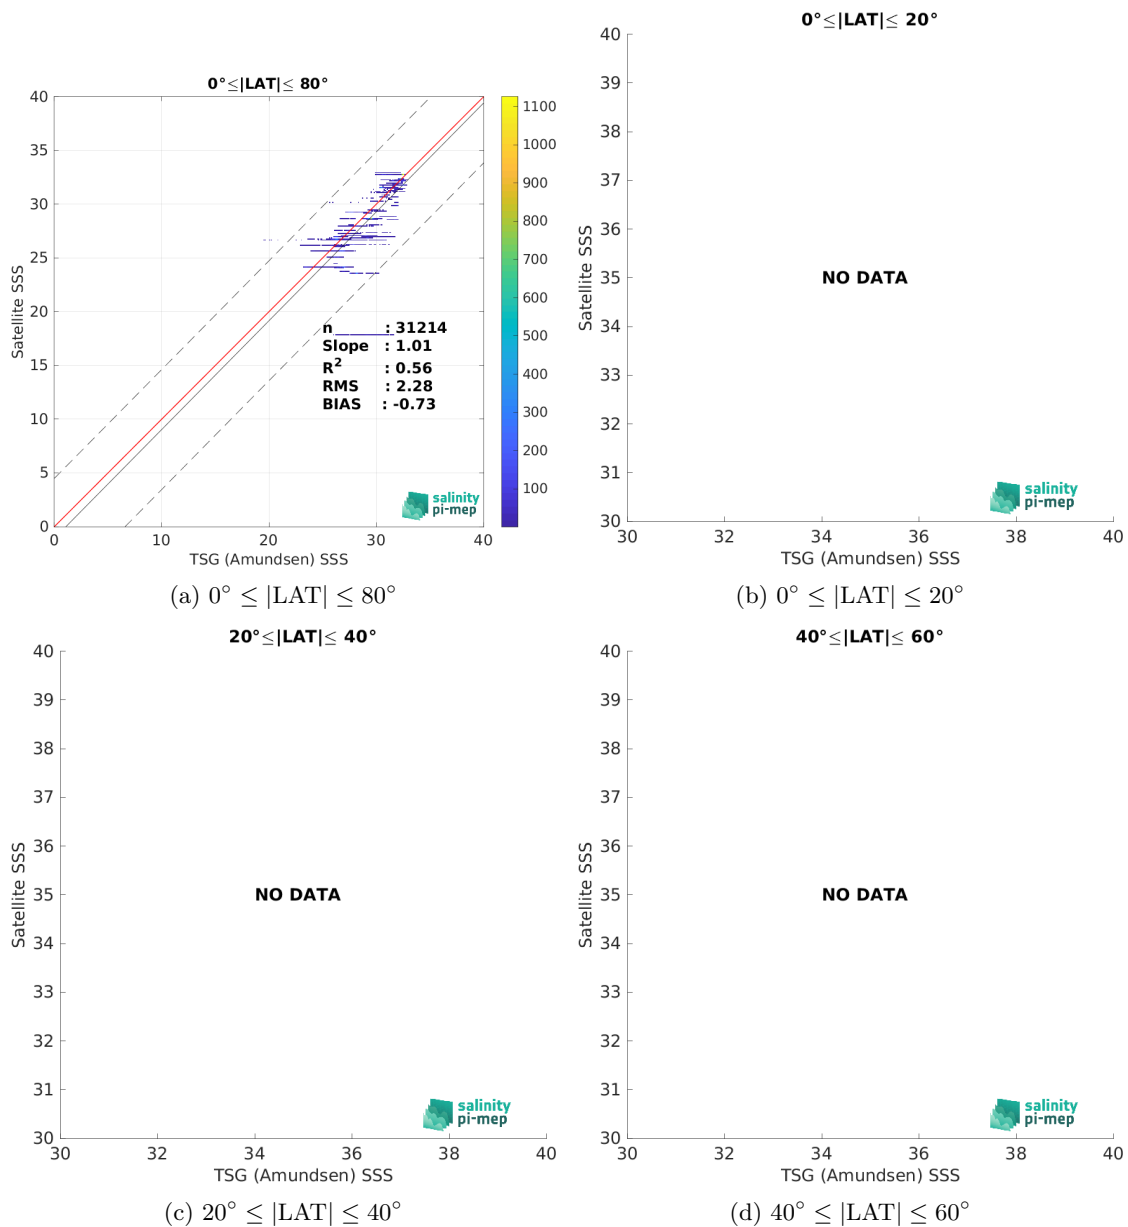 0°≤|LAT|≤ 80°
40
35
30
25
20
15
10
5
0
Satellite SSS
0
10
20
30
40
TSG (Amundsen) SSS
1100
1000
900
800
700
600
500
400
300
200
100
n______: 31214
Slope : 1.01
R² : 0.56
RMS : 2.28
BIAS : -0.73
salinity
pi-mep
(a) 0° ≤ |LAT| ≤ 80°
0°≤|LAT|≤ 20°
40
39
38
37
36
35
34
33
32
31
30
Satellite SSS
NO DATA
30
32
34
36
38
40
TSG (Amundsen) SSS
salinity
pi-mep
(b) 0° ≤ |LAT| ≤ 20°
20°≤|LAT|≤ 40°
40
39
38
37
36
35
34
33
32
31
30
Satellite SSS
NO DATA
30
32
34
36
38
40
TSG (Amundsen) SSS
salinity
pi-mep
(c) 20° ≤ |LAT| ≤ 40°
40°≤|LAT|≤ 60°
40
39
38
37
36
35
34
33
32
31
30
Satellite SSS
NO DATA
30
32
34
36
38
40
TSG (Amundsen) SSS
salinity
pi-mep
(d) 40° ≤ |LAT| ≤ 60°